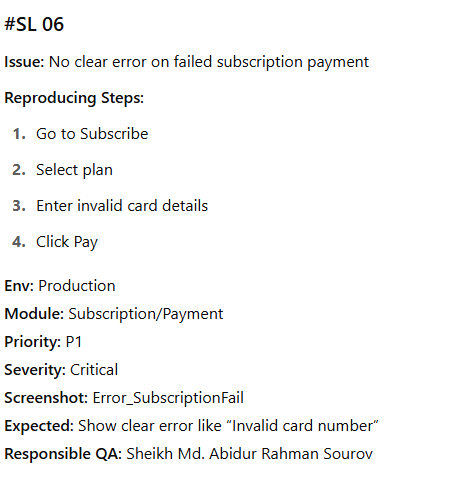 #SL 06
Issue: No clear error on failed subscription payment
Reproducing Steps:
1. Go to Subscribe
2. Select plan
3. Enter invalid card details
4. Click Pay
Env: Production
Module: Subscription/Payment
Priority: P1
Severity: Critical
Screenshot: Error_SubscriptionFail
Expected: Show clear error like “Invalid card number”
Responsible QA: Sheikh Md. Abidur Rahman Sourov